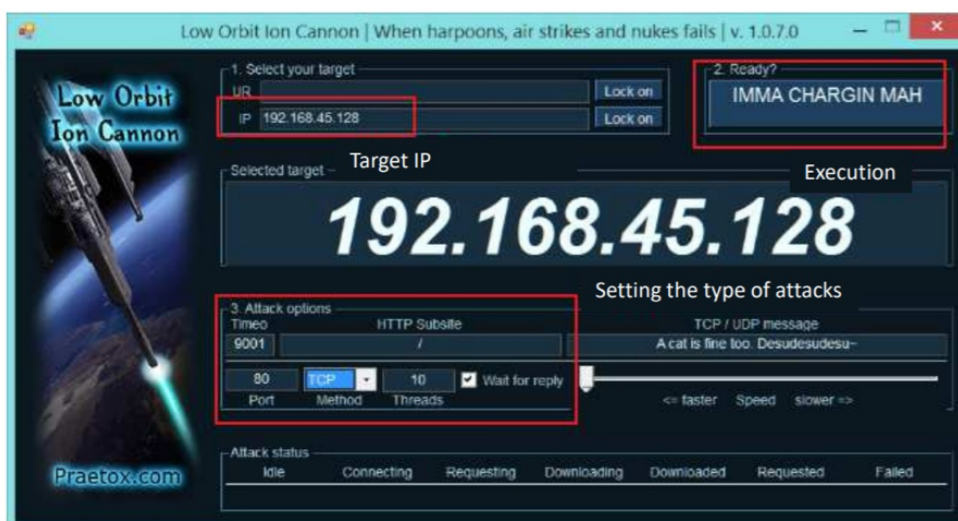 Low Orbit Ion Cannon | When harpoons, air strikes and nukes fails | v. 1.0.7.0
Low Orbit
Ion Cannon
1. Select your target
UR
Lock on
IP 192.168.45.128 Lock on
2. Ready?
IMMA CHARGIN MAH
Target IP
Execution
Selected target
192.168.45.128
Setting the type of attacks
3. Attack options
Timeo HTTP Subsite TCP / UDP message
9001 / A cat is fine too. Desudesudesu~
80 TCP 10 Wait for reply
Port Method Threads <= faster Speed slower =>
Attack status
Idle Connecting Requesting Downloading Downloaded Requested Failed
Praetox.com